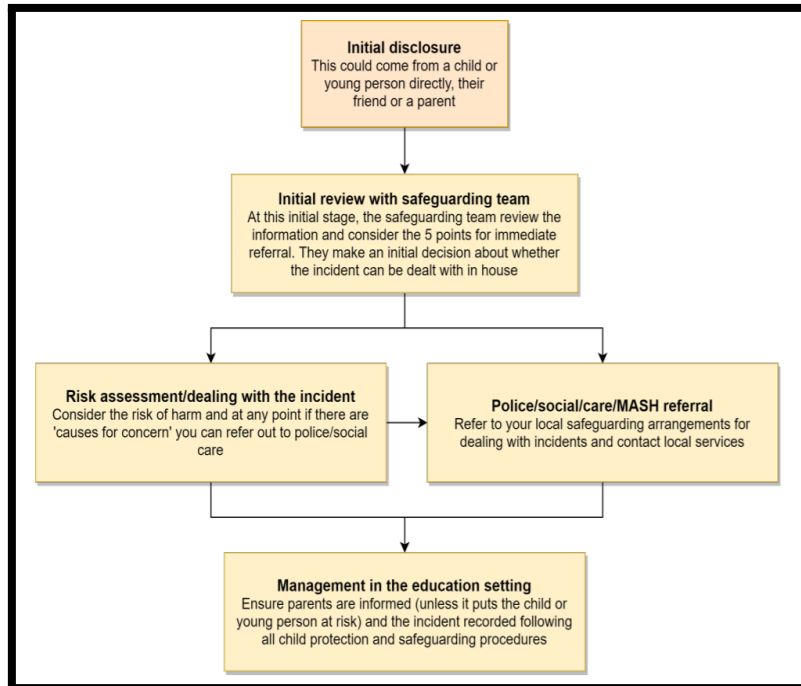 Initial disclosure
This could come from a child or
young person directly, their
friend or a parent
Initial review with safeguarding team
At this initial stage, the safeguarding team review the
information and consider the 5 points for immediate
referral. They make an initial decision about whether
the incident can be dealt with in house
Risk assessment/dealing with the incident
Consider the risk of harm and at any point if there are
'causes for concern' you can refer out to police/social
care
Police/social/care/MASH referral
Refer to your local safeguarding arrangements for
dealing with incidents and contact local services
Management in the education setting
Ensure parents are informed (unless it puts the child or
young person at risk) and the incident recorded following
all child protection and safeguarding procedures